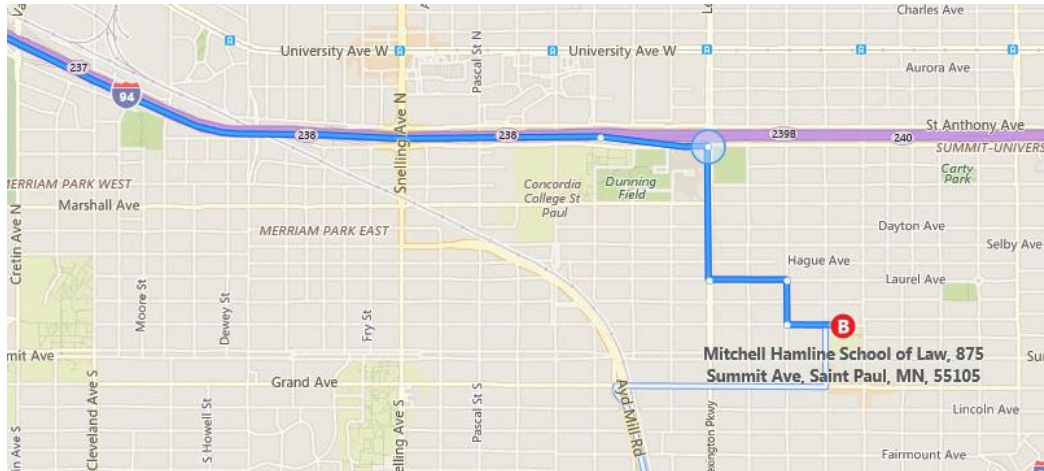 Charles Ave
University Ave W
University Ave W
Aurora Ave
Pascal St N
237
94
Snelling Ave N
238
238
239B
240
St Anthony Ave
SUMMIT-UNIVERS
MERRIAM PARK WEST
Concordia
College St
Paul
Dunning
Field
Carty
Park
Marshall Ave
Cretin Ave N
MERRIAM PARK EAST
Dayton Ave
Selby Ave
Hague Ave
Laurel Ave
Moore St
Dewey St
Fry St
B
mit Ave
Mitchell Hamline School of Law, 875
Summit Ave, Saint Paul, MN, 55105
Grand Ave
Ayd Mill Rd
Lincoln Ave
Cleveland Ave S
S Howell St
elling Ave S
Pascal St S
exington Pkwy
Fairmount Ave
in Ave S